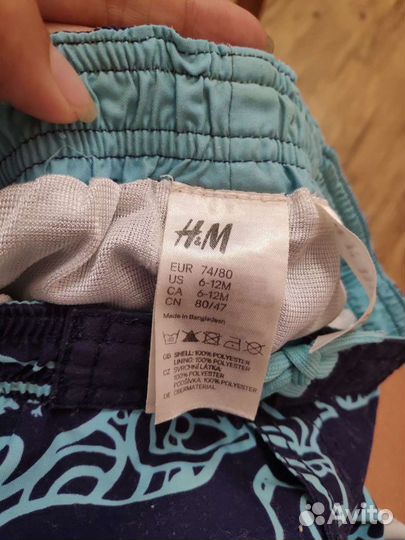 H&M
EUR 74/80
US 6-12M
CA 6-12M
CN 80/47
Made in Bangladesh
GB SHELL: 100% POLYESTER
LINING: 100% POLYESTER
CZ SVRCHNÍ LÁTKA:
100% POLYESTER
PODŠÍVKA: 100% POLYESTER
DE OBERMATERIAL:
Avito